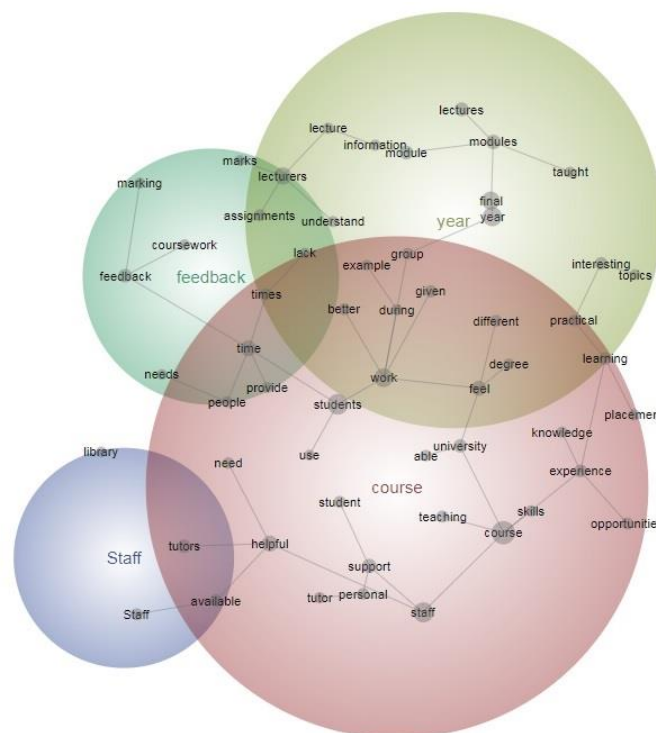 lectures
lecture
modules
information
module
marks
taught
lecturers
marking
final
year
assignments
understand
year
coursework
lack
group
feedback
feedback
example
interesting
topics
times
given
better
during
different
practical
time
learning
degree
needs
work
provide
feel
people
students
placemen
knowledge
university
library
use
able
need
experience
course
student
skills
teaching
opportunitie
course
tutors
helpful
Staff
support
personal
tutor
available
Staff
staff